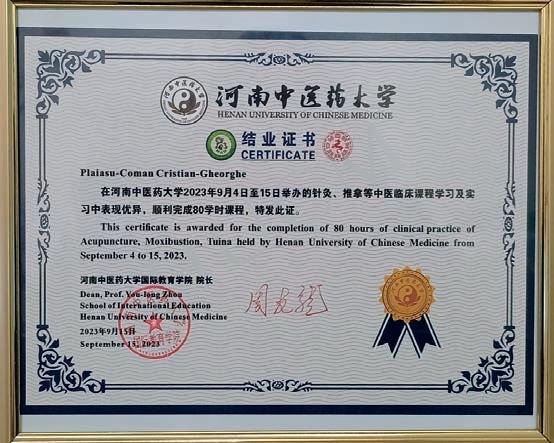 河南中医药大学
HENAN UNIVERSITY OF CHINESE MEDICINE
结业证书
CERTIFICATE
Plaiasu-Coman Cristian-Gheorghe
在河南中医药大学2023年9月4日至15日举办的针灸、推拿等中医临床课程学习及实
习中表现优异，顺利完成80学时课程，特发此证。
This certificate is awarded for the completion of 80 hours of clinical practice of
Acupuncture, Moxibustion, Tuina held by Henan University of Chinese Medicine from
September 4 to 15, 2023.
河南中医药大学国际教育学院 院长
Dean, Prof. You-long Zhou
School of International Education
Henan University of Chinese Medicine
2023年9月15日
September 15, 2023
国际教育学院